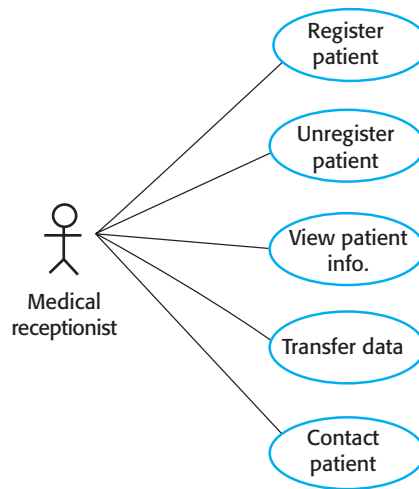 Register
patient
Unregister
patient
View patient
info.
Medical
receptionist
Transfer data
Contact
patient